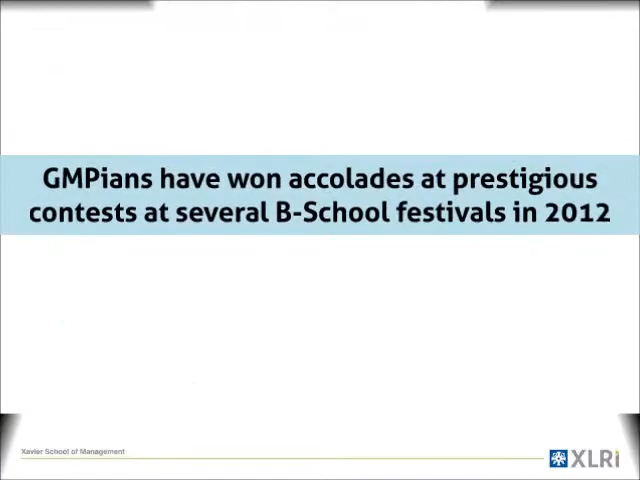 GMPians have won accolades at prestigious
contests at several B-School festivals in 2012
Xavier School of Management
XLRi